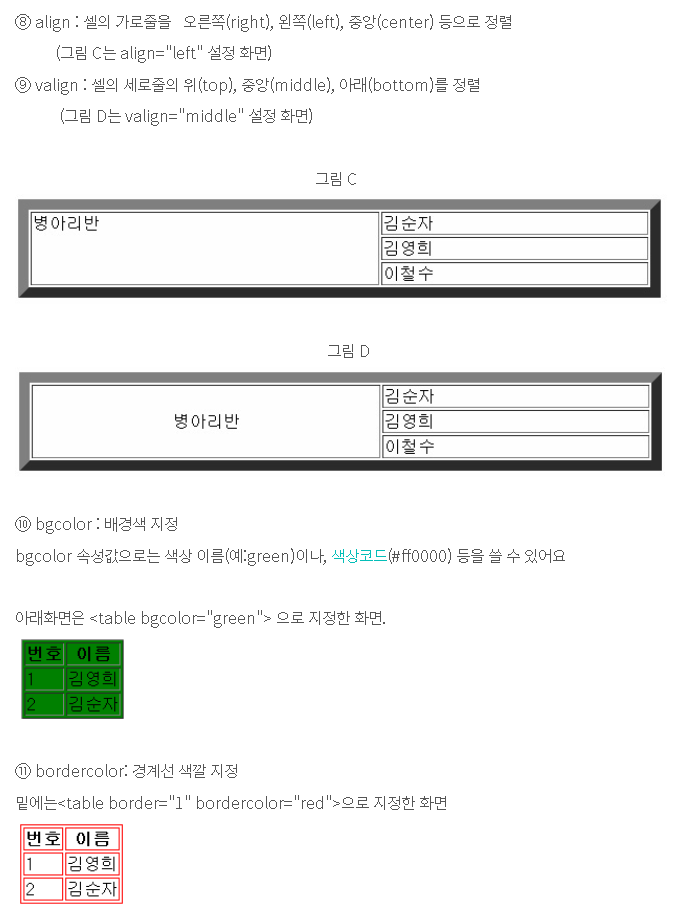 ⑧ align : 셀의 가로줄을 오른쪽(right), 왼쪽(left), 중앙(center) 등으로 정렬
(그림 C는 align="left" 설정 화면)
⑨ valign : 셀의 세로줄의 위(top), 중앙(middle), 아래(bottom)를 정렬
(그림 D는 valign="middle" 설정 화면)
그림 C
병아리반 김순자
김영희
이철수
그림 D
김순자
병아리반 김영희
이철수
⑩ bgcolor : 배경색 지정
bgcolor 속성값으로는 색상 이름(예:green)이나, 색상코드(#ff0000) 등을 쓸 수 있어요
아래화면은 <table bgcolor="green"> 으로 지정한 화면.
번호 이름
1 김영희
2 김순자
⑪ bordercolor: 경계선 색깔 지정
밑에는<table border="1" bordercolor="red">으로 지정한 화면
번호 이름
1 김영희
2 김순자